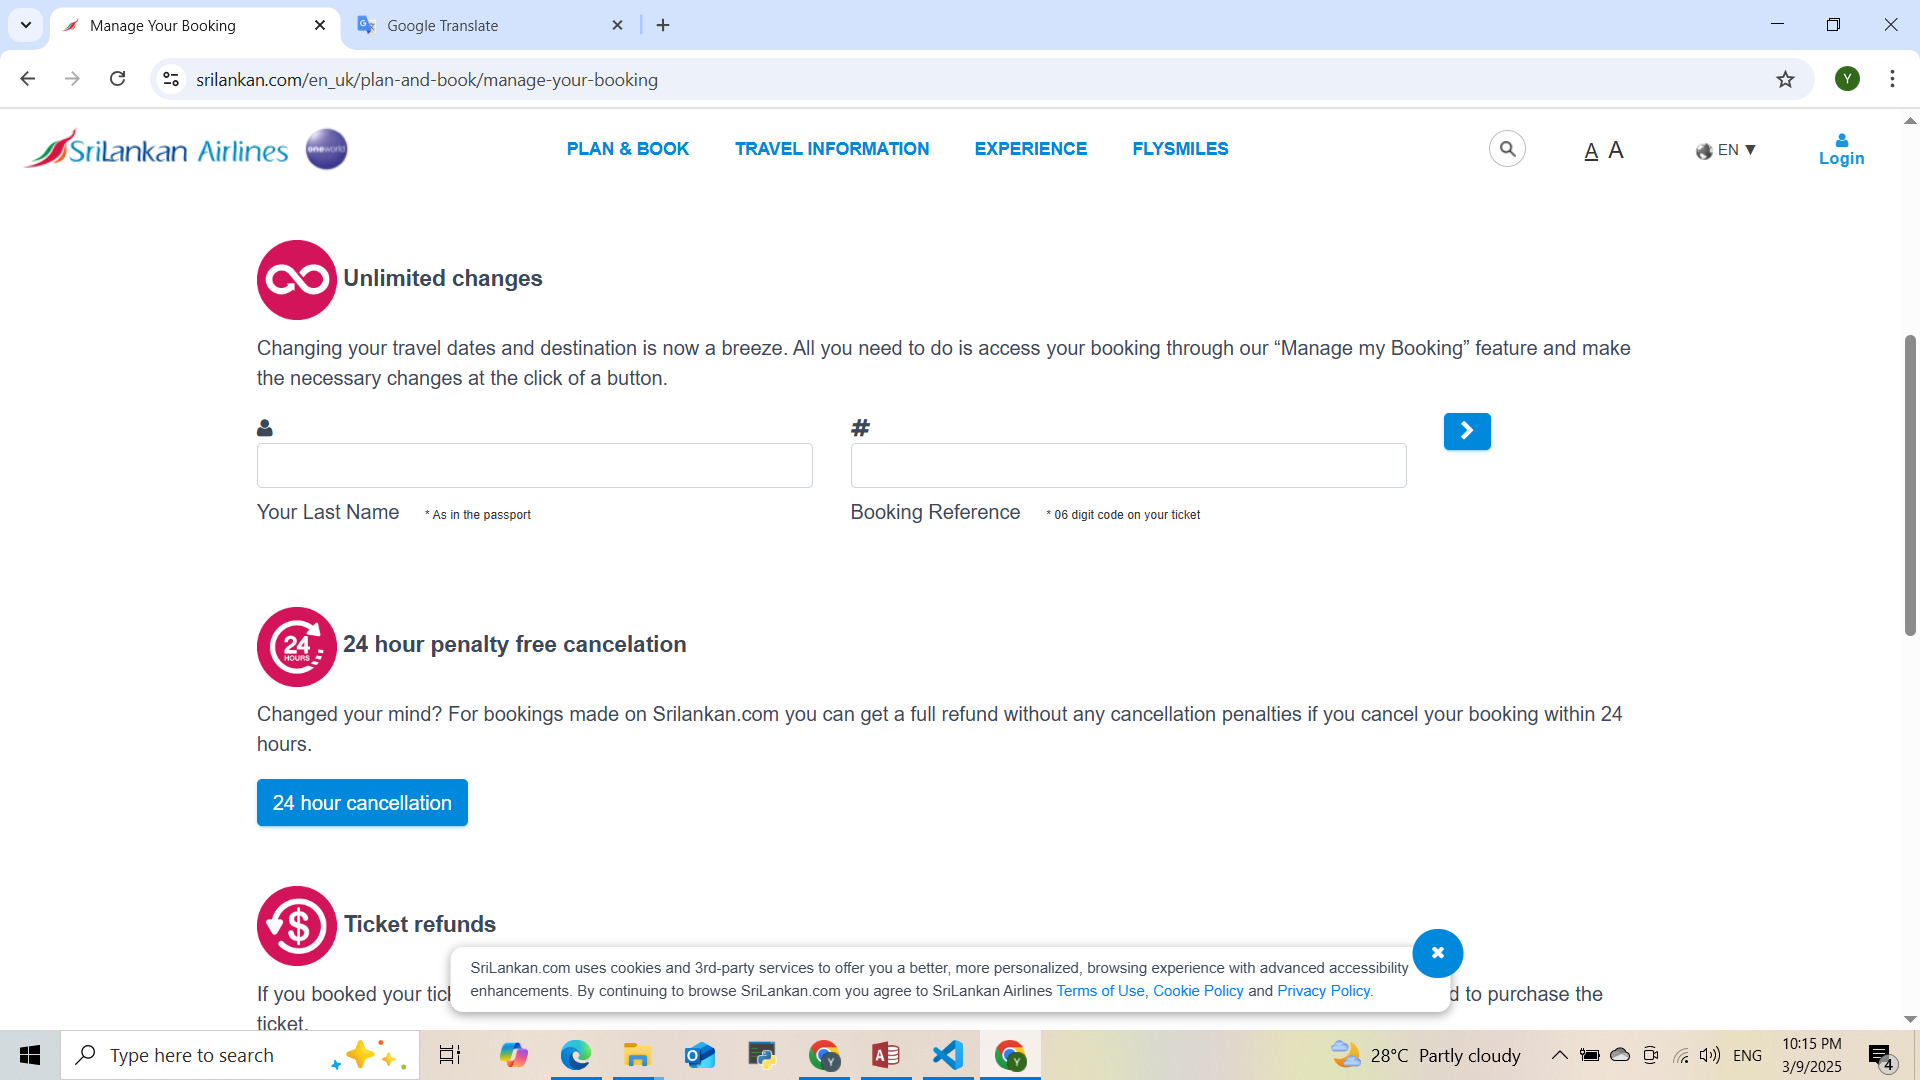 Manage Your Booking
Google Translate
srilankan.com/en_uk/plan-and-book/manage-your-booking
Y
SriLankan Airlines
oneworld
PLAN & BOOK
TRAVEL INFORMATION
EXPERIENCE
FLYSMILES
A A
EN ▼
Login
Unlimited changes
Changing your travel dates and destination is now a breeze. All you need to do is access your booking through our “Manage my Booking” feature and make
the necessary changes at the click of a button.
#
Your Last Name * As in the passport
Booking Reference * 06 digit code on your ticket
24 HOURS
24 hour penalty free cancelation
Changed your mind? For bookings made on Srilankan.com you can get a full refund without any cancellation penalties if you cancel your booking within 24
hours.
24 hour cancellation
$
Ticket refunds
If you booked your tic
d to purchase the
ticket.
SriLankan.com uses cookies and 3rd-party services to offer you a better, more personalized, browsing experience with advanced accessibility
enhancements. By continuing to browse SriLankan.com you agree to SriLankan Airlines Terms of Use, Cookie Policy and Privacy Policy.
Type here to search
28°C Partly cloudy
ENG
10:15 PM
3/9/2025
4